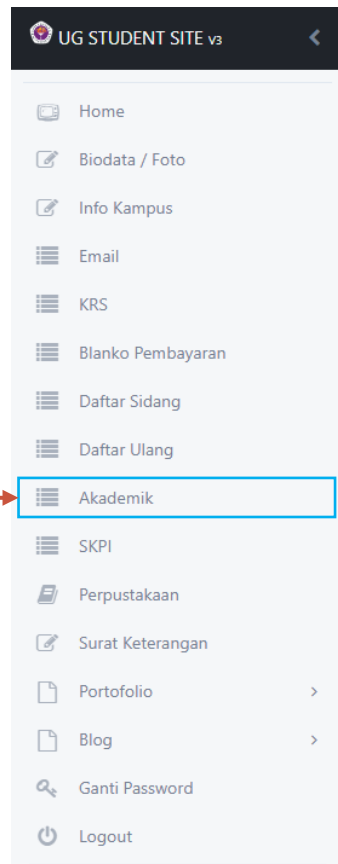 UG STUDENT SITE v3
Home
Biodata / Foto
Info Kampus
Email
KRS
Blanko Pembayaran
Daftar Sidang
Daftar Ulang
Akademik
SKPI
Perpustakaan
Surat Keterangan
Portofolio
Blog
Ganti Password
Logout